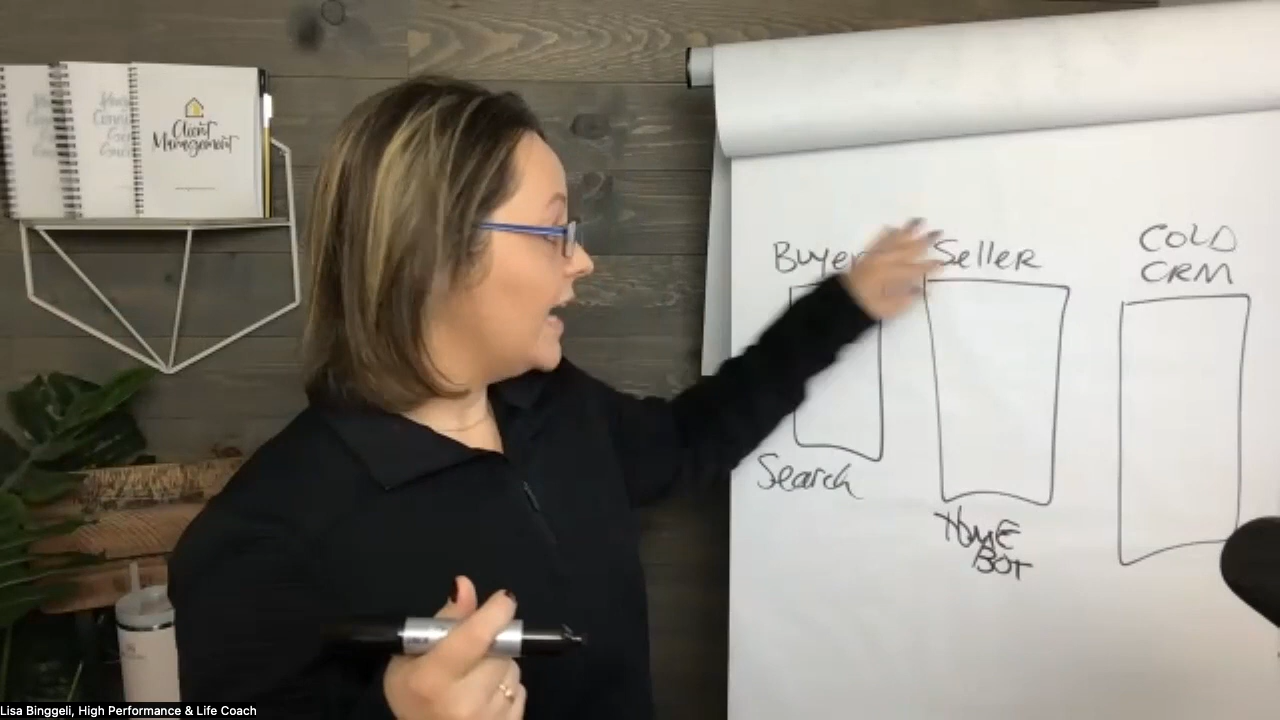 Client
Management
Buyer
Seller
COLD
CRM
Search
HOME
BOT
Lisa Binggeli, High Performance & Life Coach